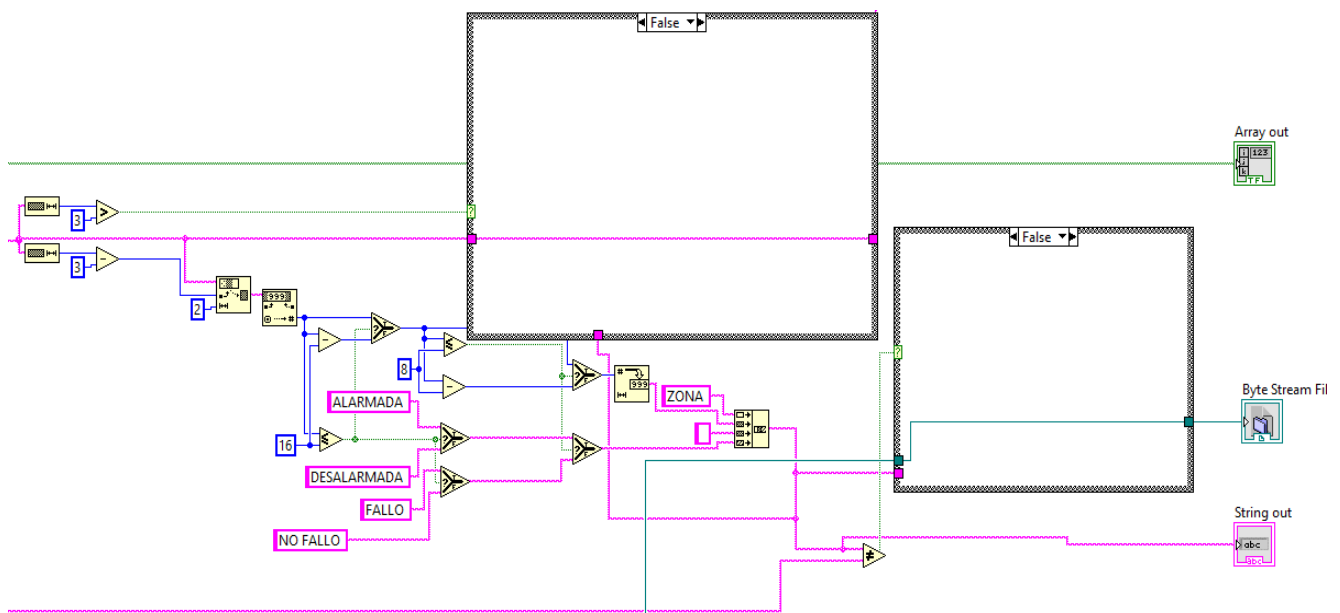 False
Array out
3
3
False
2
8
ALARMADA
ZONA
16
DESALARMADA
FALLO
NO FALLO
Byte Stream Fil
String out